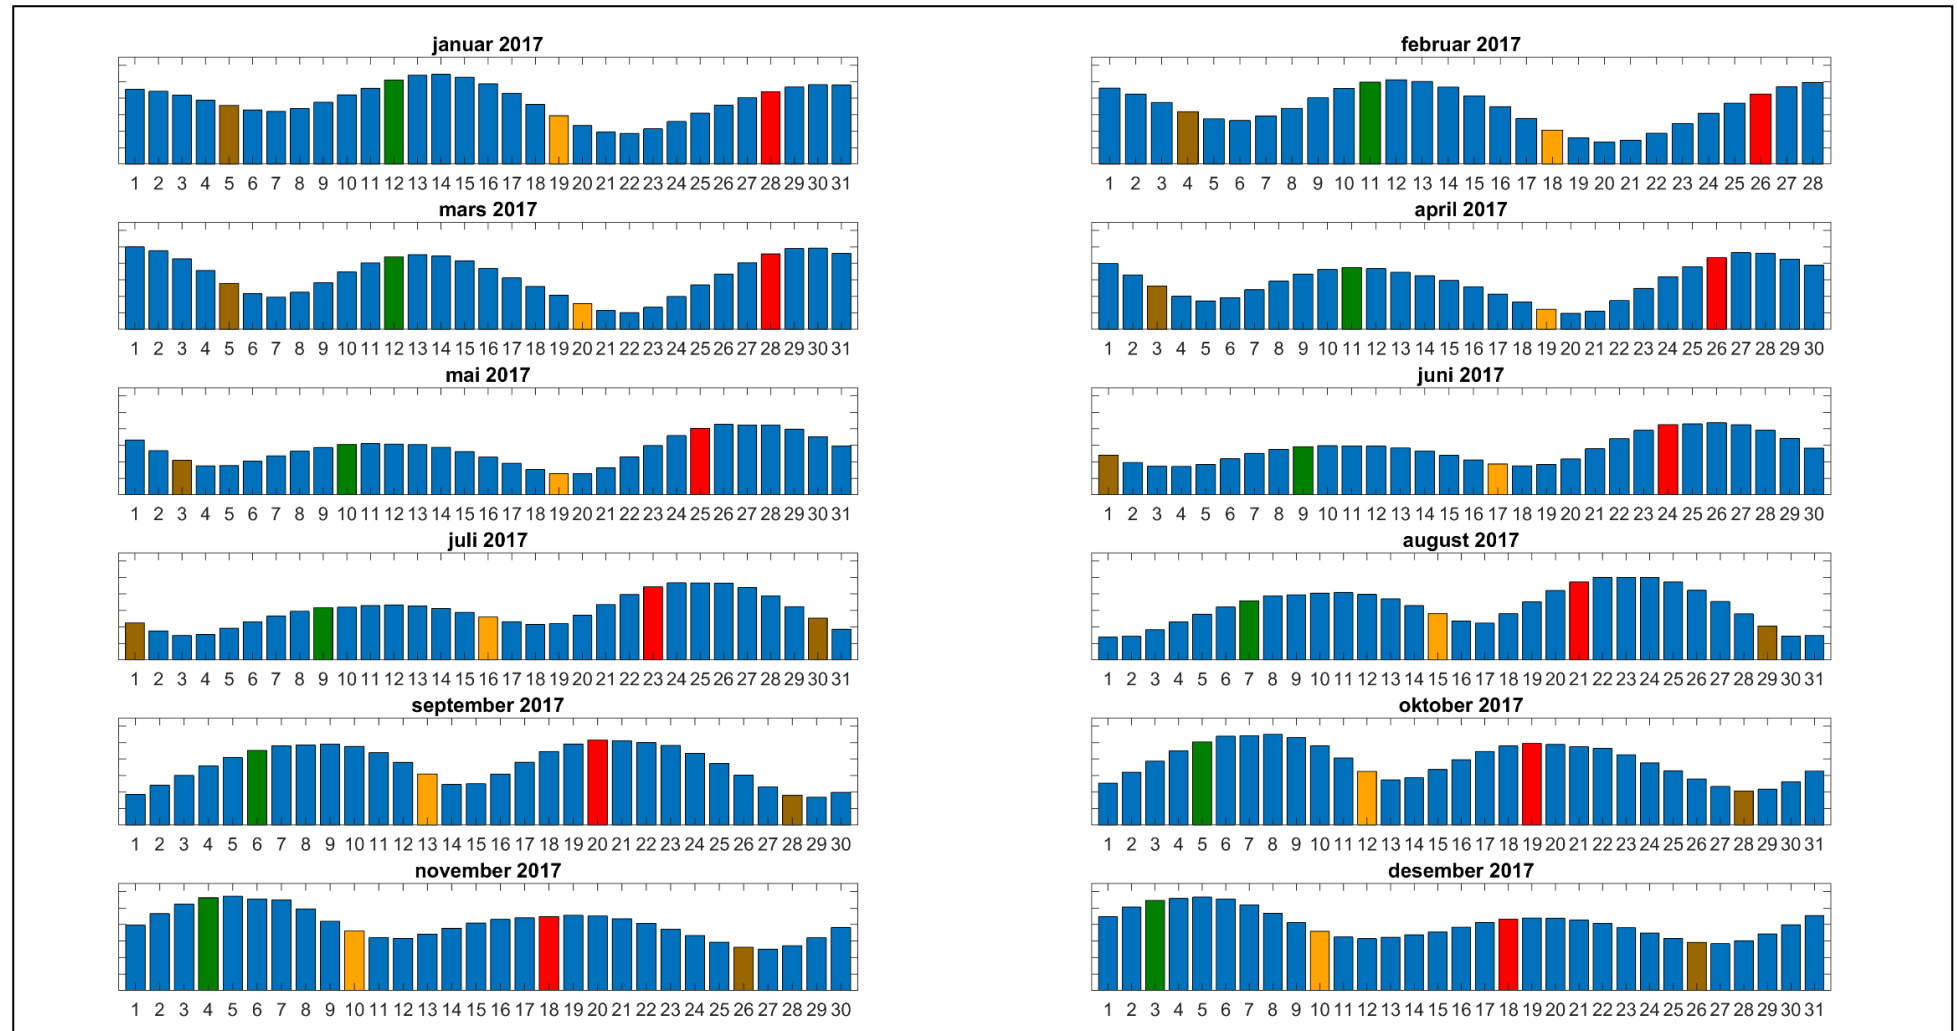 januar 2017
1 2 3 4 5 6 7 8 9 10 11 12 13 14 15 16 17 18 19 20 21 22 23 24 25 26 27 28 29 30 31
februar 2017
1 2 3 4 5 6 7 8 9 10 11 12 13 14 15 16 17 18 19 20 21 22 23 24 25 26 27 28
mars 2017
1 2 3 4 5 6 7 8 9 10 11 12 13 14 15 16 17 18 19 20 21 22 23 24 25 26 27 28 29 30 31
april 2017
1 2 3 4 5 6 7 8 9 10 11 12 13 14 15 16 17 18 19 20 21 22 23 24 25 26 27 28 29 30
mai 2017
1 2 3 4 5 6 7 8 9 10 11 12 13 14 15 16 17 18 19 20 21 22 23 24 25 26 27 28 29 30 31
juni 2017
1 2 3 4 5 6 7 8 9 10 11 12 13 14 15 16 17 18 19 20 21 22 23 24 25 26 27 28 29 30
juli 2017
1 2 3 4 5 6 7 8 9 10 11 12 13 14 15 16 17 18 19 20 21 22 23 24 25 26 27 28 29 30 31
august 2017
1 2 3 4 5 6 7 8 9 10 11 12 13 14 15 16 17 18 19 20 21 22 23 24 25 26 27 28 29 30 31
september 2017
1 2 3 4 5 6 7 8 9 10 11 12 13 14 15 16 17 18 19 20 21 22 23 24 25 26 27 28 29 30
oktober 2017
1 2 3 4 5 6 7 8 9 10 11 12 13 14 15 16 17 18 19 20 21 22 23 24 25 26 27 28 29 30 31
november 2017
1 2 3 4 5 6 7 8 9 10 11 12 13 14 15 16 17 18 19 20 21 22 23 24 25 26 27 28 29 30
desember 2017
1 2 3 4 5 6 7 8 9 10 11 12 13 14 15 16 17 18 19 20 21 22 23 24 25 26 27 28 29 30 31